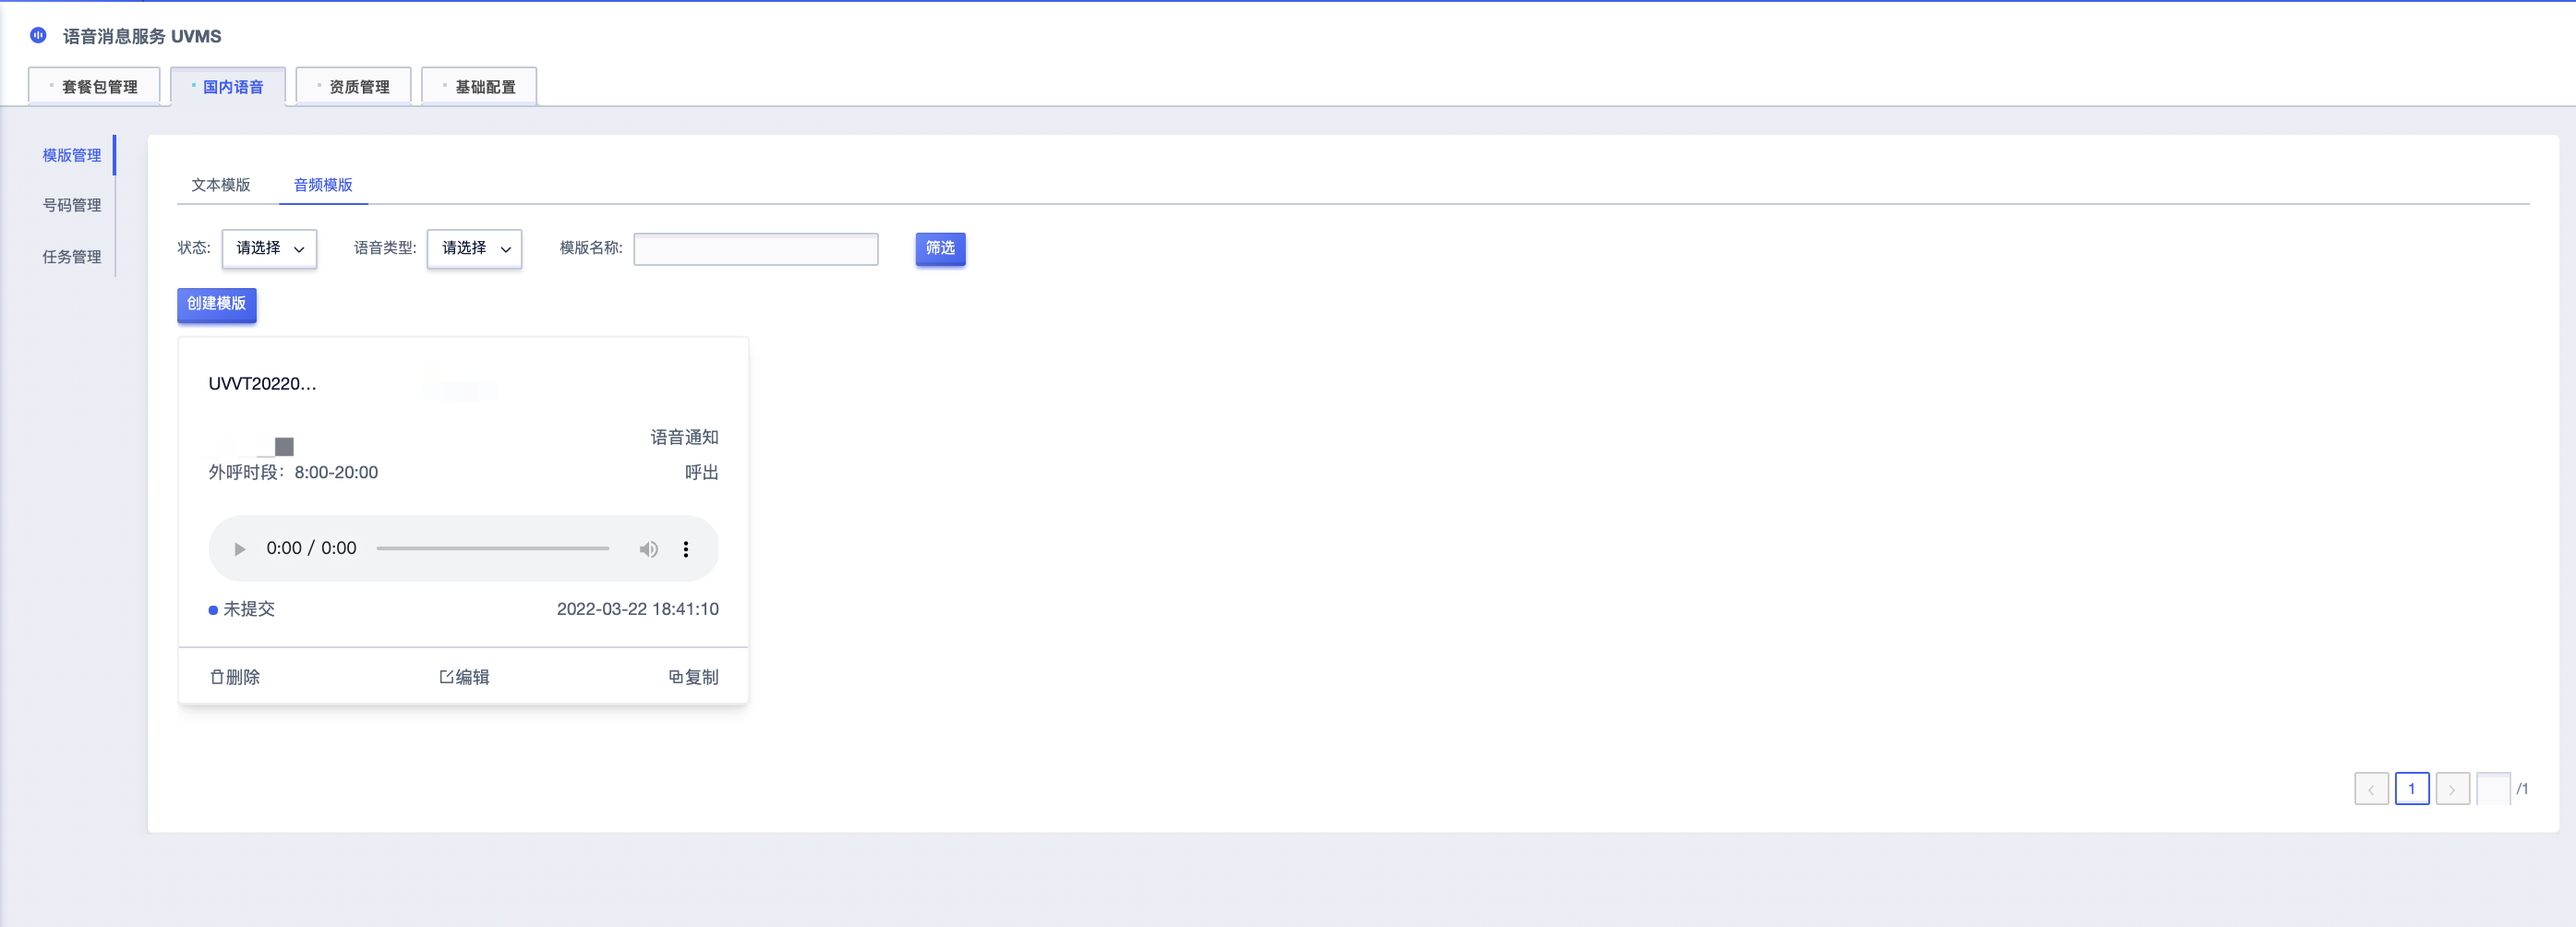 语音消息服务 UVMS
套餐包管理
国内语音
资质管理
基础配置
模版管理
号码管理
任务管理
文本模版
音频模版
状态: 请选择
语音类型: 请选择
模版名称:
筛选
创建模版
UVVT20220...
语音通知
外呼时段：8:00-20:00
呼出
0:00 / 0:00
未提交
2022-03-22 18:41:10
删除
编辑
复制
1
/1